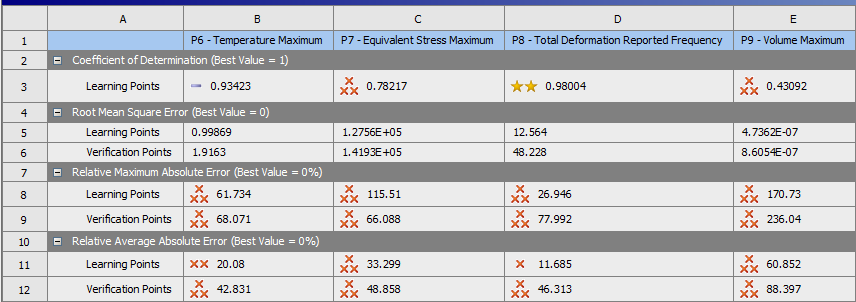 A B C D E
1 P6 - Temperature Maximum P7 - Equivalent Stress Maximum P8 - Total Deformation Reported Frequency P9 - Volume Maximum
2 Coefficient of Determination (Best Value = 1)
3 Learning Points 0.93423 0.78217 0.98004 0.43092
4 Root Mean Square Error (Best Value = 0)
5 Learning Points 0.99869 1.2756E+05 12.564 4.7362E-07
6 Verification Points 1.9163 1.4193E+05 48.228 8.6054E-07
7 Relative Maximum Absolute Error (Best Value = 0%)
8 Learning Points 61.734 115.51 26.946 170.73
9 Verification Points 68.071 66.088 77.992 236.04
10 Relative Average Absolute Error (Best Value = 0%)
11 Learning Points 20.08 33.299 11.685 60.852
12 Verification Points 42.831 48.858 46.313 88.397